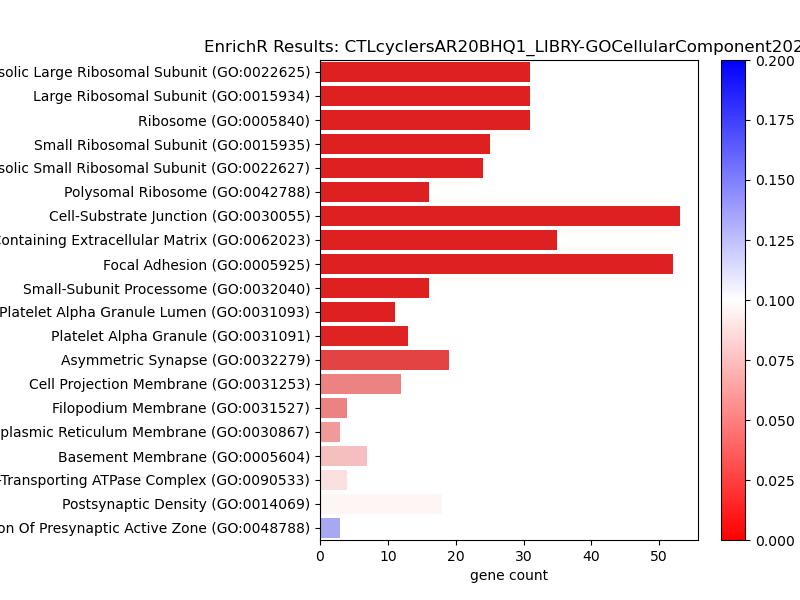 EnrichR Results: CTLcyclersAR20BHQ1_LIBRY-GOCellularComponent202
solic Large Ribosomal Subunit (GO:0022625)
Large Ribosomal Subunit (GO:0015934)
Ribosome (GO:0005840)
Small Ribosomal Subunit (GO:0015935)
solic Small Ribosomal Subunit (GO:0022627)
Polysomal Ribosome (GO:0042788)
Cell-Substrate Junction (GO:0030055)
Containing Extracellular Matrix (GO:0062023)
Focal Adhesion (GO:0005925)
Small-Subunit Processome (GO:0032040)
Platelet Alpha Granule Lumen (GO:0031093)
Platelet Alpha Granule (GO:0031091)
Asymmetric Synapse (GO:0032279)
Cell Projection Membrane (GO:0031253)
Filopodium Membrane (GO:0031527)
plasmic Reticulum Membrane (GO:0030867)
Basement Membrane (GO:0005604)
-Transporting ATPase Complex (GO:0090533)
Postsynaptic Density (GO:0014069)
on Of Presynaptic Active Zone (GO:0048788)
0 10 20 30 40 50
gene count
0.200
0.175
0.150
0.125
0.100
0.075
0.050
0.025
0.000